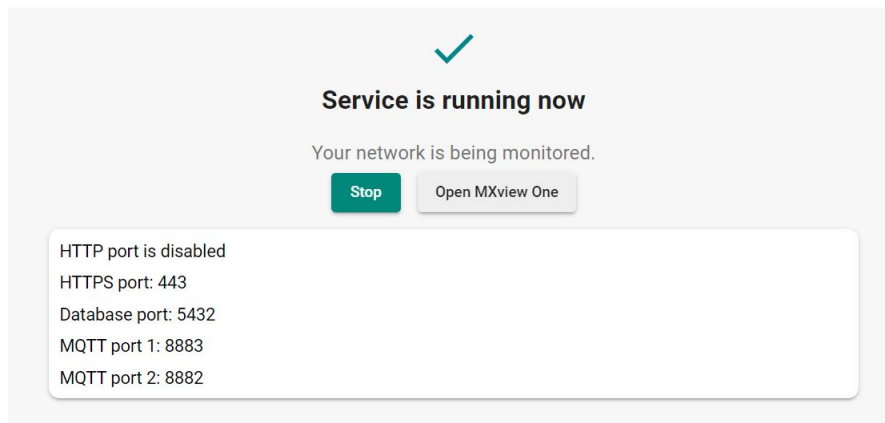 Service is running now
Your network is being monitored.
Stop
Open MXview One
HTTP port is disabled
HTTPS port: 443
Database port: 5432
MQTT port 1: 8883
MQTT port 2: 8882